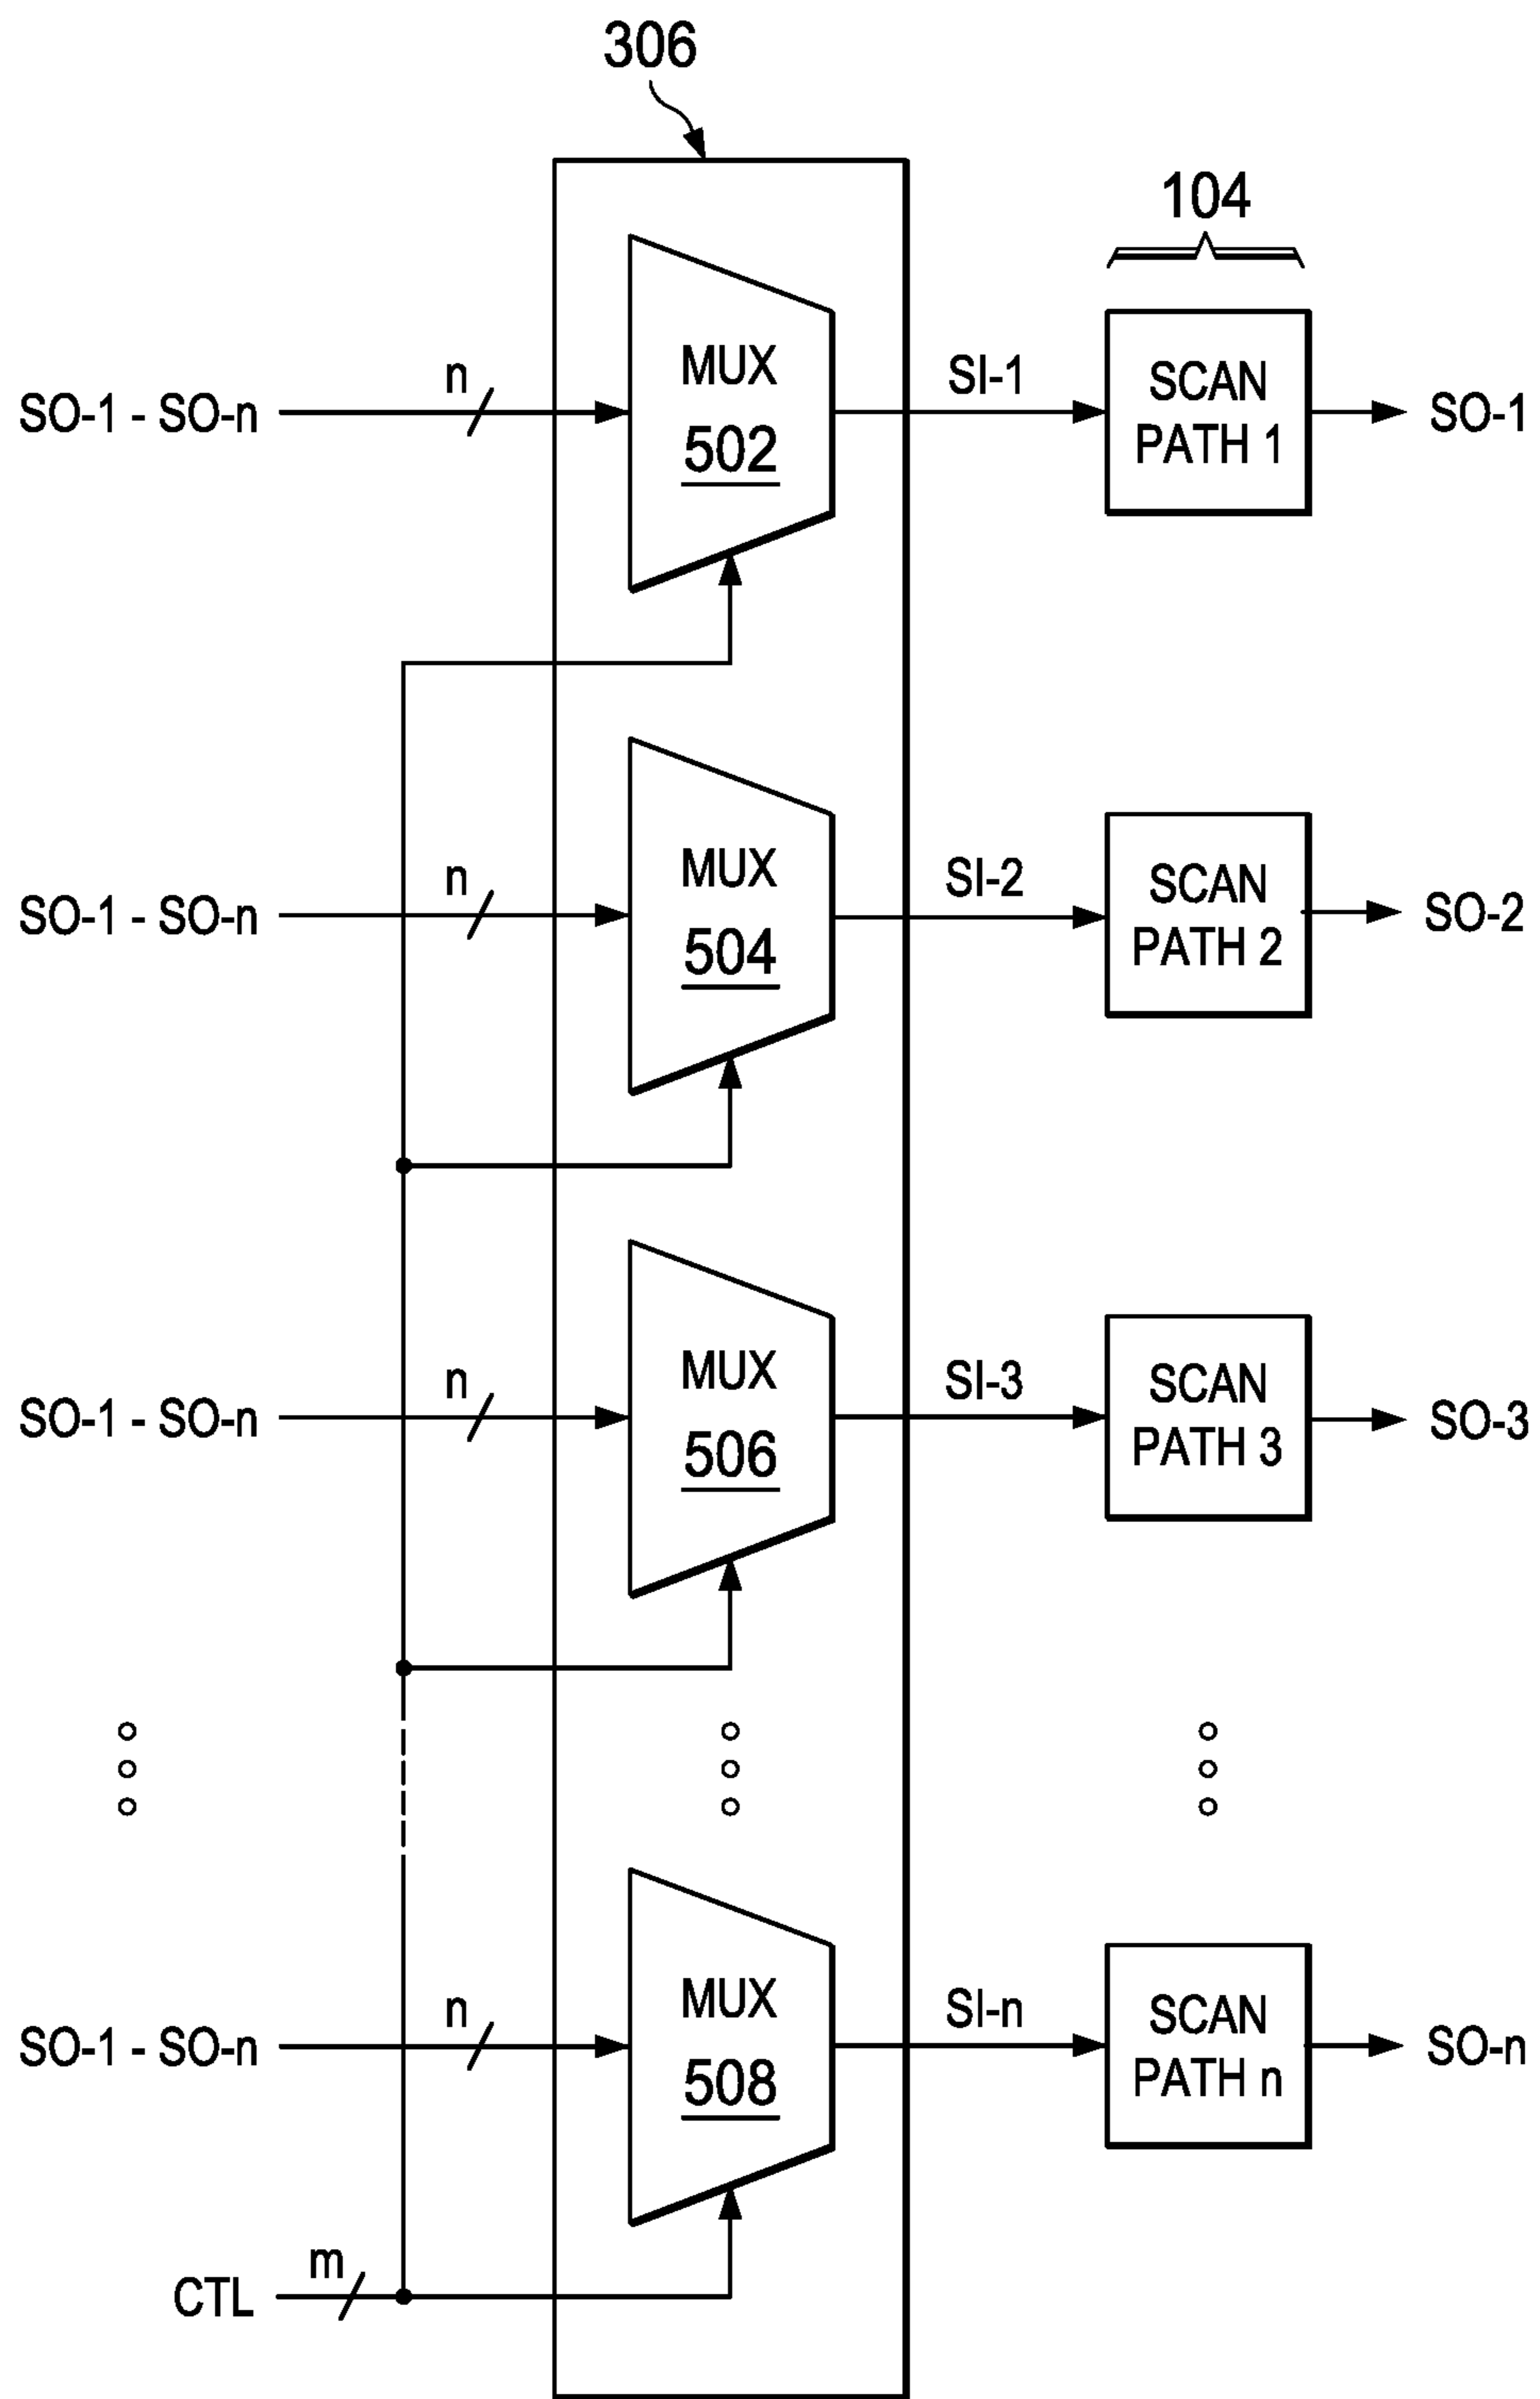 306
104
SO-1 - SO-n
n
MUX
502
SI-1
SCAN
PATH 1
SO-1
SO-1 - SO-n
n
MUX
504
SI-2
SCAN
PATH 2
SO-2
SO-1 - SO-n
n
MUX
506
SI-3
SCAN
PATH 3
SO-3
SO-1 - SO-n
n
MUX
508
SI-n
SCAN
PATH n
SO-n
CTL
m